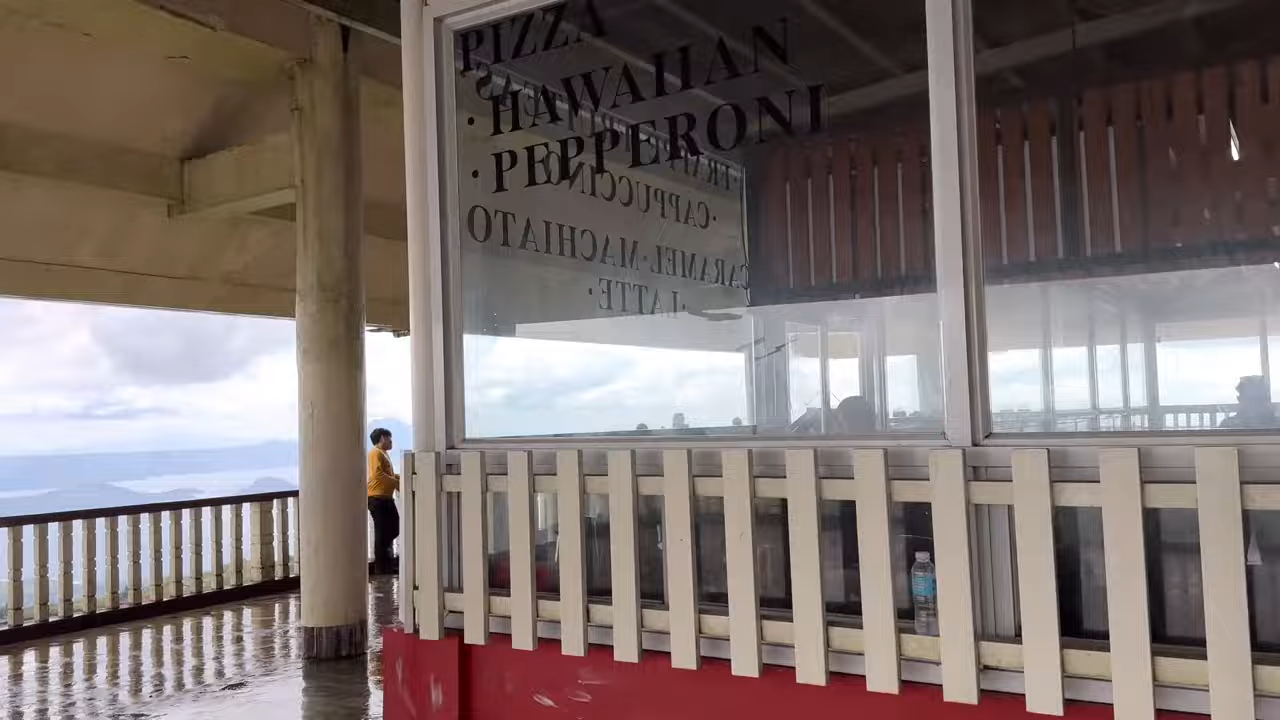 PIZZA
· HAWAIIAN
· PEPPERONI
CAPPUCCINO
CARAMEL MACHIATO
· LATTE ·